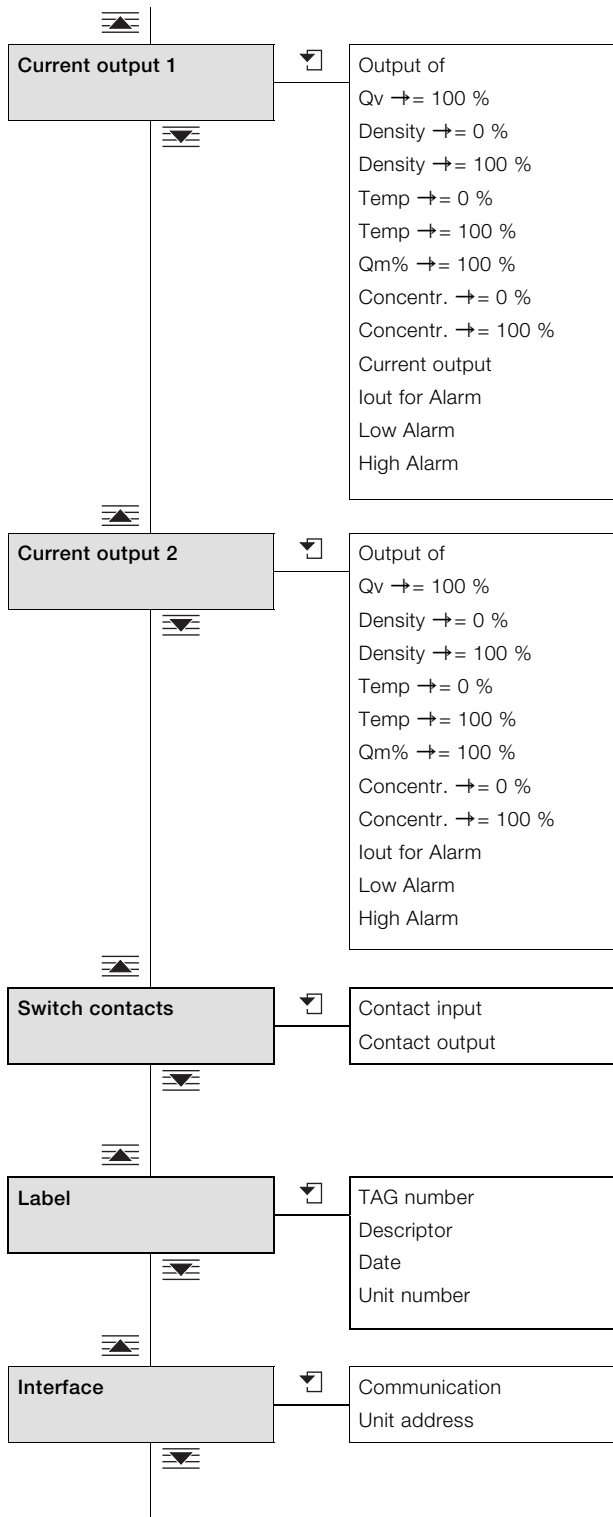 Current output 1
Output of
Qv →= 100 %
Density →= 0 %
Density →= 100 %
Temp →= 0 %
Temp →= 100 %
Qm% →= 100 %
Concentr. →= 0 %
Concentr. →= 100 %
Current output
Iout for Alarm
Low Alarm
High Alarm
Current output 2
Output of
Qv →= 100 %
Density →= 0 %
Density →= 100 %
Temp →= 0 %
Temp →= 100 %
Qm% →= 100 %
Concentr. →= 0 %
Concentr. →= 100 %
Iout for Alarm
Low Alarm
High Alarm
Switch contacts
Contact input
Contact output
Label
TAG number
Descriptor
Date
Unit number
Interface
Communication
Unit address